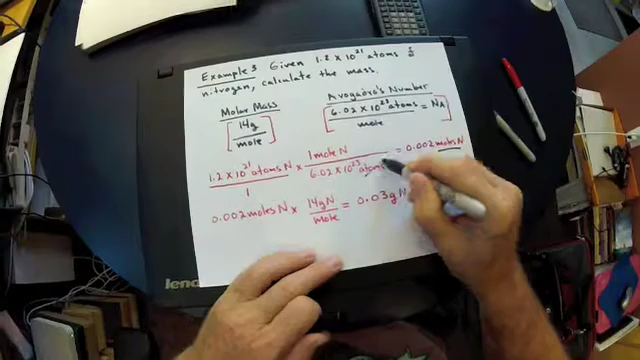 Example 3 Given 1.2 x 10²¹ atoms of
nitrogen, calculate the mass.
Molar Mass
14g
mole
Avogadro's Number
6.02 x 10²³ atoms = NA
mole
1.2 x 10²¹ atoms N x 1 mole N = 0.002 moles N
1 6.02 x 10²³ atoms
0.002 moles N x 14g N = 0.03g N
mole
leno